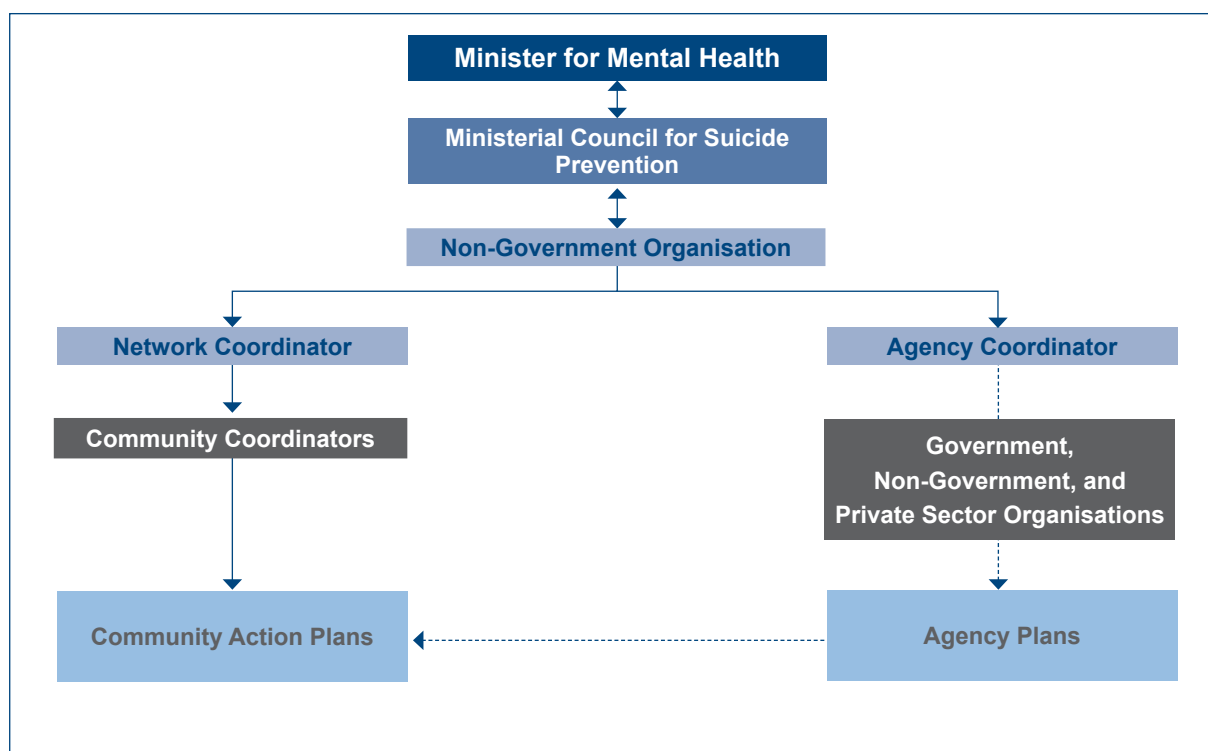 Minister for Mental Health
Ministerial Council for Suicide
Prevention
Non-Government Organisation
Network Coordinator
Agency Coordinator
Community Coordinators
Government,
Non-Government, and
Private Sector Organisations
Community Action Plans
Agency Plans